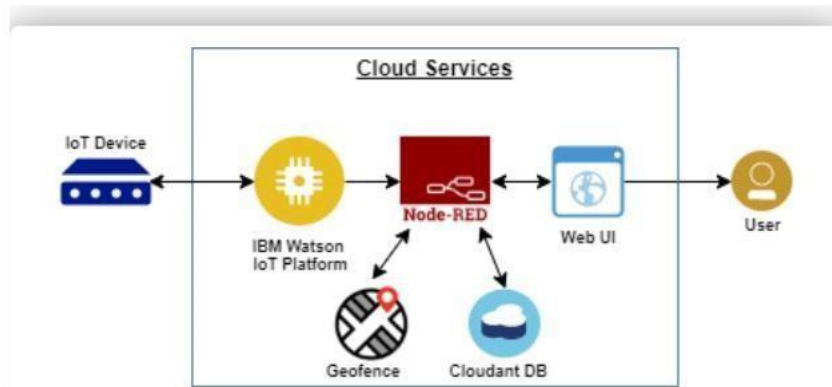 Cloud Services
IoT Device
Node-RED
IBM Watson
IoT Platform
Web UI
User
Geofence
Cloudant DB